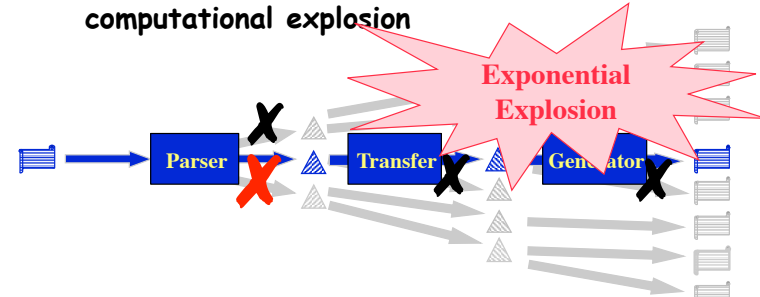 computational explosion
Exponential
Explosion
Parser
Transfer
Generator